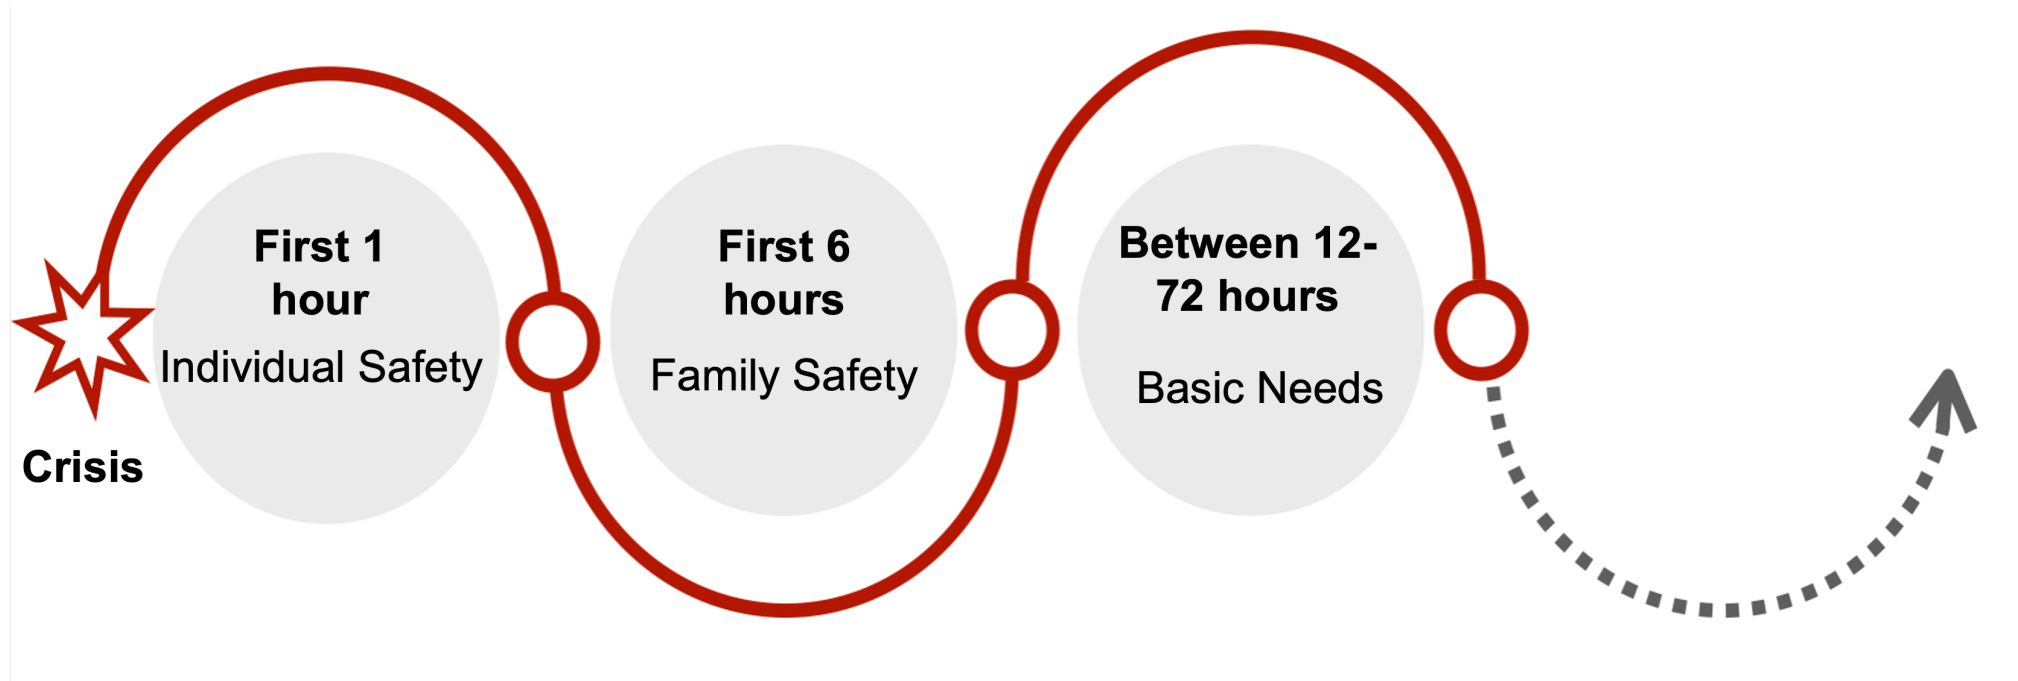 Crisis
First 1
hour
Individual Safety
First 6
hours
Family Safety
Between 12-
72 hours
Basic Needs